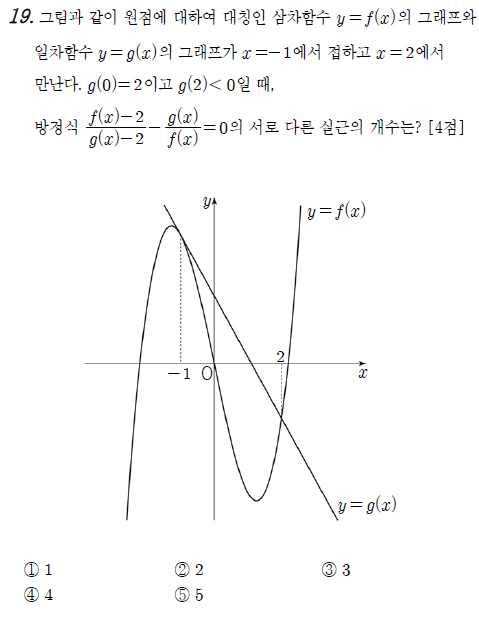 19. 그림과 같이 원점에 대하여 대칭인 삼차함수 y=f(x)의 그래프와
일차함수 y=g(x)의 그래프가 x=-1에서 접하고 x=2에서
만난다. g(0)=2이고 g(2)<0일 때,
방정식 \frac{f(x)-2}{g(x)-2} - \frac{g(x)}{f(x)} = 0의 서로 다른 실근의 개수는? [4점]
y
y=f(x)
2
-1 O x
y=g(x)
① 1 ② 2 ③ 3
④ 4 ⑤ 5